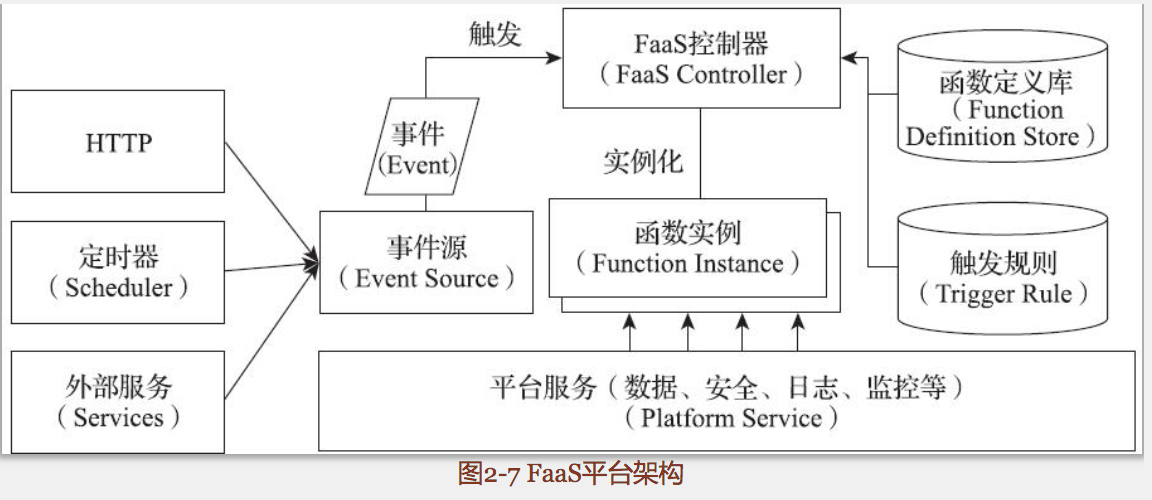 触发
FaaS控制器
（FaaS Controller）
函数定义库
（Function
Definition Store）
HTTP
事件
(Event)
实例化
定时器
（Scheduler）
事件源
（Event Source）
函数实例
（Function Instance）
触发规则
（Trigger Rule）
外部服务
（Services）
平台服务（数据、安全、日志、监控等）
（Platform Service）
图2-7 FaaS平台架构